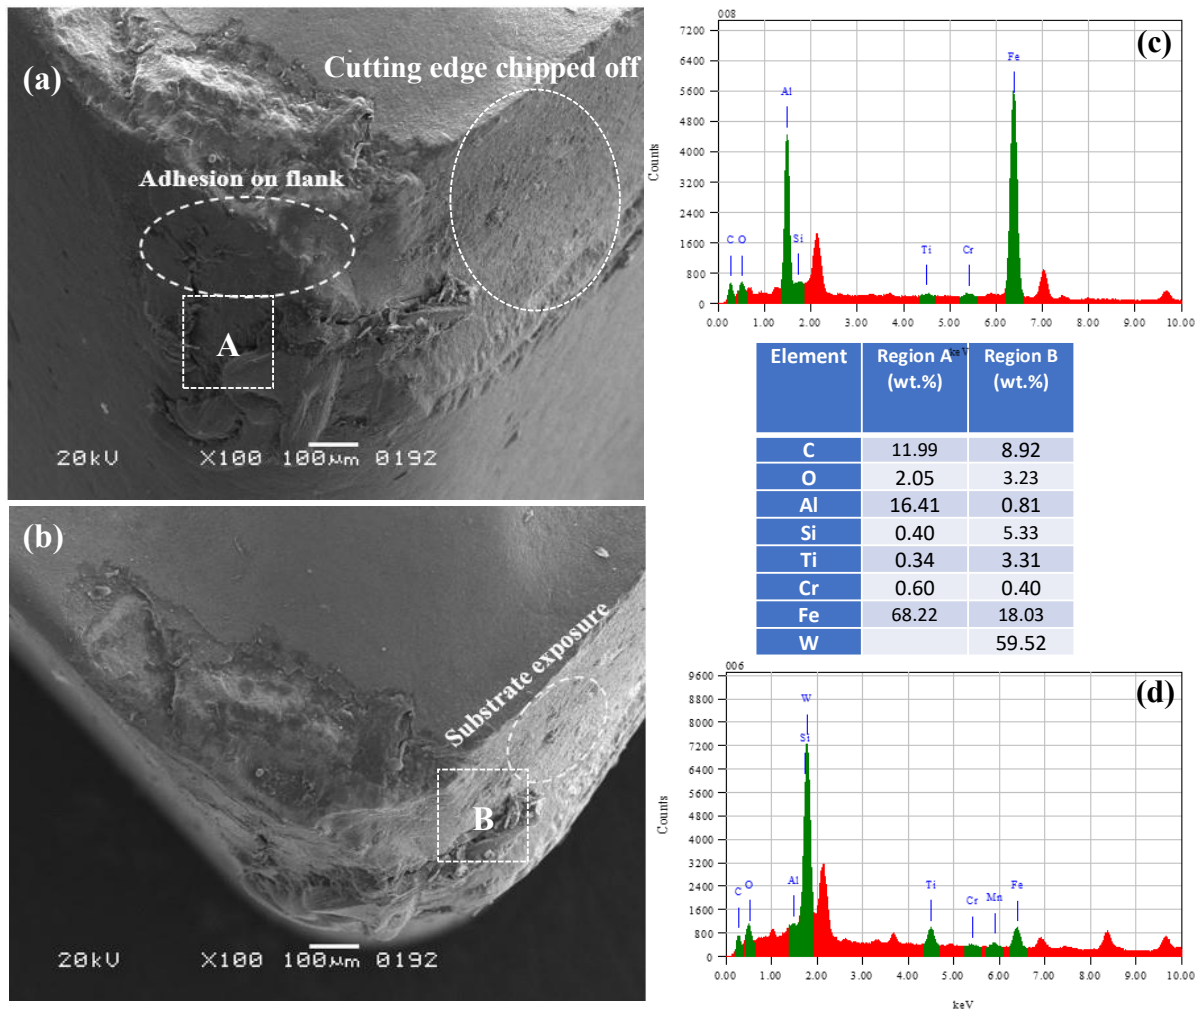 (a)
Cutting edge chipped off
Adhesion on flank
A
20kV X100 100μm 0192
(b)
Substrate exposure
B
20kV X100 100μm 0192
008
(c)
Counts
7200
6400
5600
4800
4000
3200
2400
1600
800
0
C O Al Si Ti Cr Fe
0.00 1.00 2.00 3.00 4.00 5.00 6.00 7.00 8.00 9.00 10.00
keV
Element Region A (wt.%) Region B (wt.%)
C 11.99 8.92
O 2.05 3.23
Al 16.41 0.81
Si 0.40 5.33
Ti 0.34 3.31
Cr 0.60 0.40
Fe 68.22 18.03
W 59.52
006
(d)
Counts
9600
8800
8000
7200
6400
5600
4800
4000
3200
2400
1600
800
0
C O Al Si W Ti Cr Mn Fe
0.00 1.00 2.00 3.00 4.00 5.00 6.00 7.00 8.00 9.00 10.00
keV